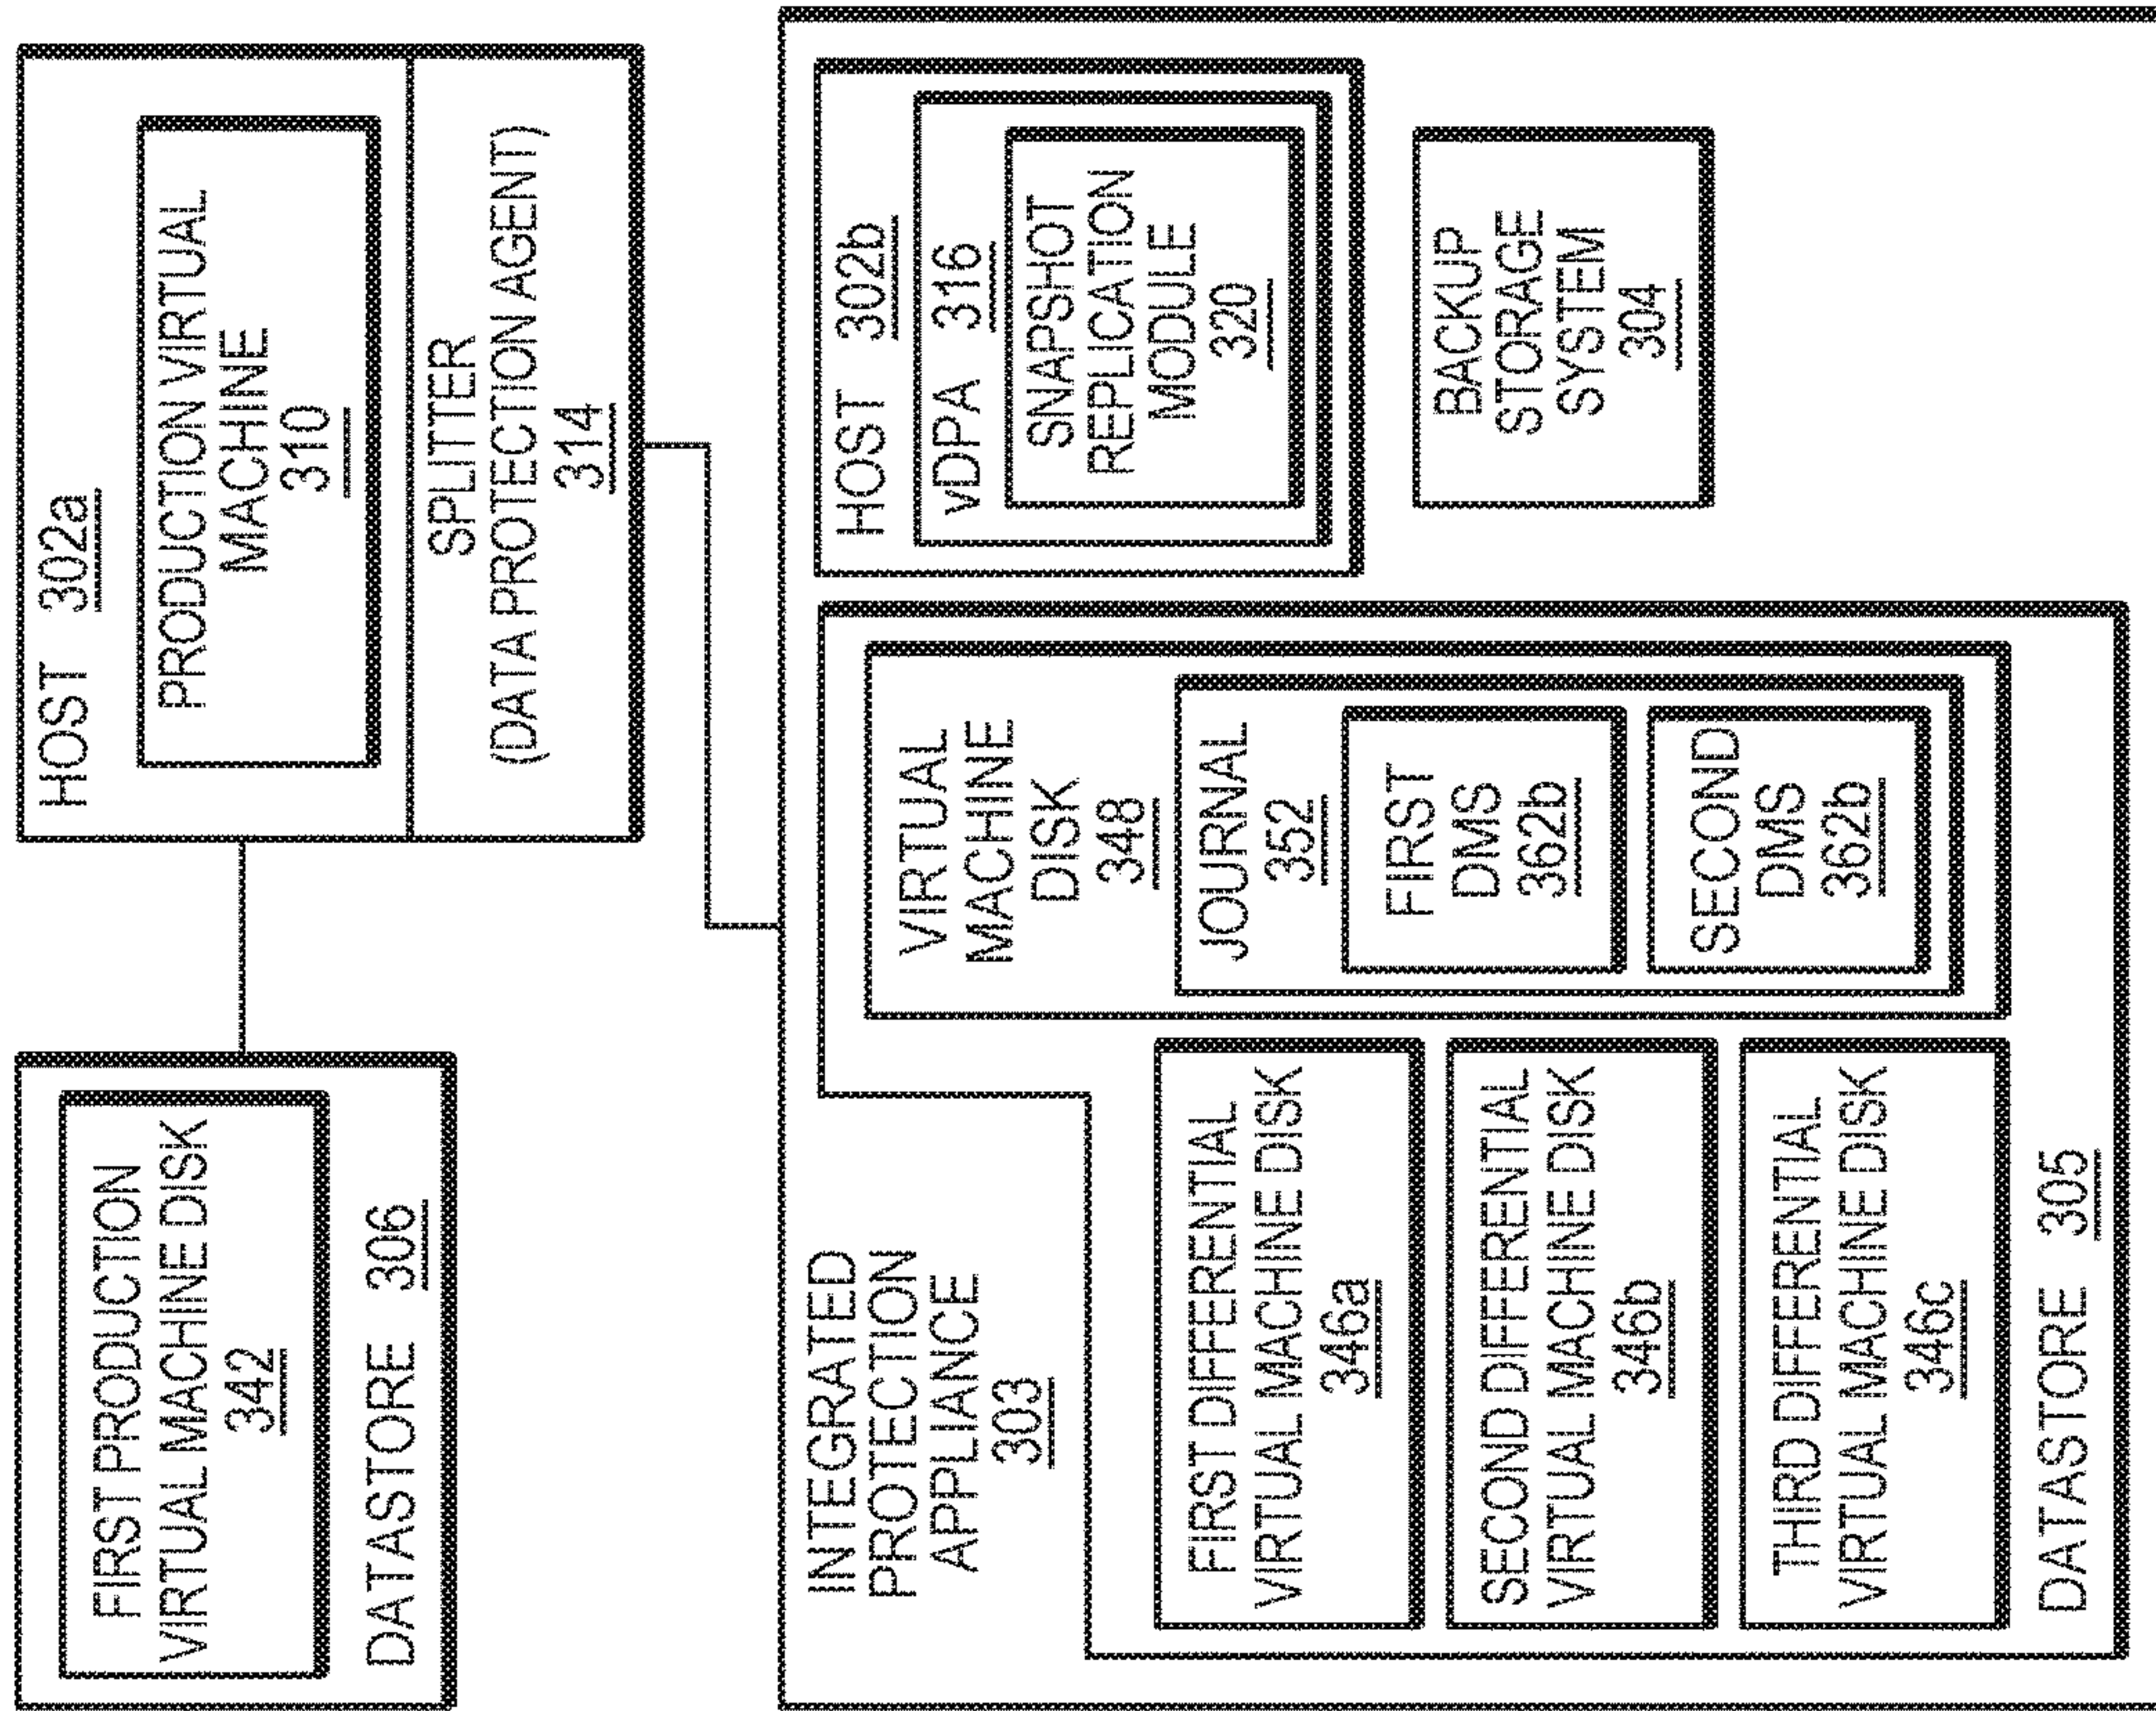 FIRST PRODUCTION
VIRTUAL MACHINE DISK
342
DATASTORE 306
HOST 302a
PRODUCTION VIRTUAL
MACHINE
310
SPLITTER
(DATA PROTECTION AGENT)
314
INTEGRATED
PROTECTION
APPLIANCE
303
FIRST DIFFERENTIAL
VIRTUAL MACHINE DISK
346a
SECOND DIFFERENTIAL
VIRTUAL MACHINE DISK
346b
THIRD DIFFERENTIAL
VIRTUAL MACHINE DISK
346c
DATASTORE 305
VIRTUAL
MACHINE
DISK
348
JOURNAL
352
FIRST
DMS
362b
SECOND
DMS
362b
HOST 302b
vDPA 316
SNAPSHOT
REPLICATION
MODULE
320
BACKUP
STORAGE
SYSTEM
304